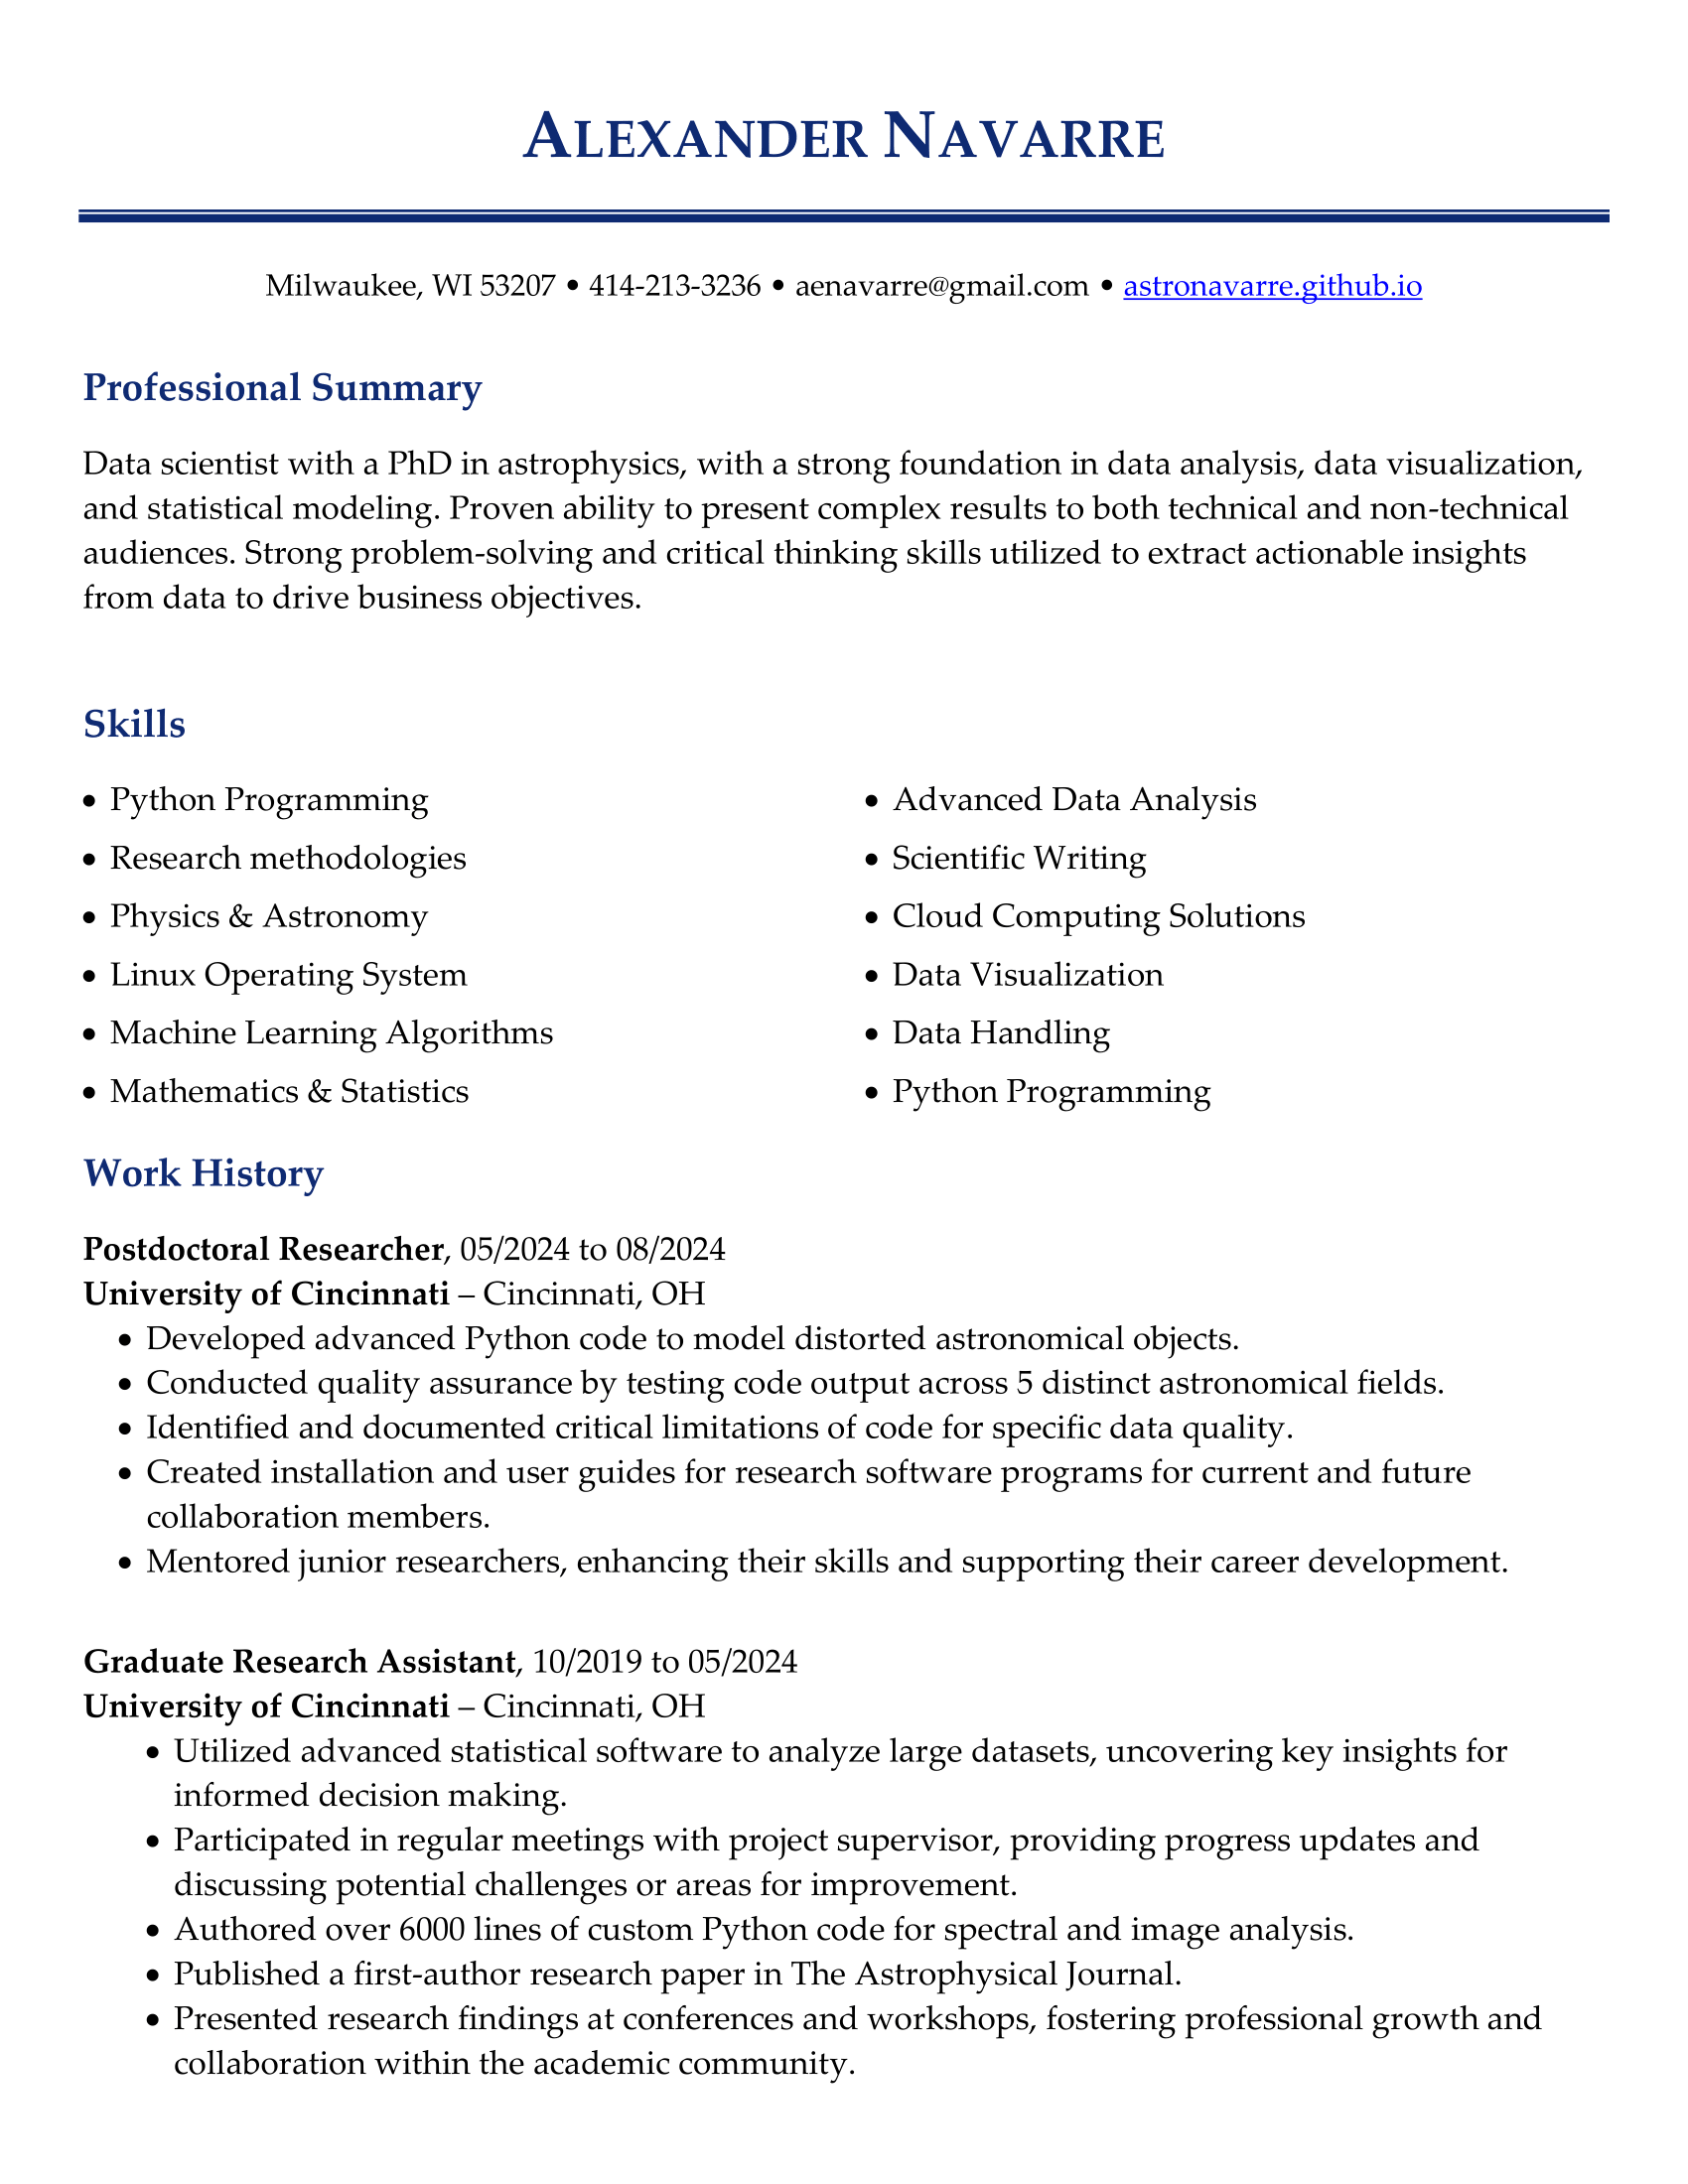 ALEXANDER NAVARRE
Milwaukee, WI 53207 • 414-213-3236 • aenavarre@gmail.com • astronavarre.github.io
Professional Summary
Data scientist with a PhD in astrophysics, with a strong foundation in data analysis, data visualization,
and statistical modeling. Proven ability to present complex results to both technical and non-technical
audiences. Strong problem-solving and critical thinking skills utilized to extract actionable insights
from data to drive business objectives.
Skills
• Python Programming
• Research methodologies
• Physics & Astronomy
• Linux Operating System
• Machine Learning Algorithms
• Mathematics & Statistics
• Advanced Data Analysis
• Scientific Writing
• Cloud Computing Solutions
• Data Visualization
• Data Handling
• Python Programming
Work History
Postdoctoral Researcher, 05/2024 to 08/2024
University of Cincinnati – Cincinnati, OH
• Developed advanced Python code to model distorted astronomical objects.
• Conducted quality assurance by testing code output across 5 distinct astronomical fields.
• Identified and documented critical limitations of code for specific data quality.
• Created installation and user guides for research software programs for current and future
collaboration members.
• Mentored junior researchers, enhancing their skills and supporting their career development.
Graduate Research Assistant, 10/2019 to 05/2024
University of Cincinnati – Cincinnati, OH
• Utilized advanced statistical software to analyze large datasets, uncovering key insights for
informed decision making.
• Participated in regular meetings with project supervisor, providing progress updates and
discussing potential challenges or areas for improvement.
• Authored over 6000 lines of custom Python code for spectral and image analysis.
• Published a first-author research paper in The Astrophysical Journal.
• Presented research findings at conferences and workshops, fostering professional growth and
collaboration within the academic community.